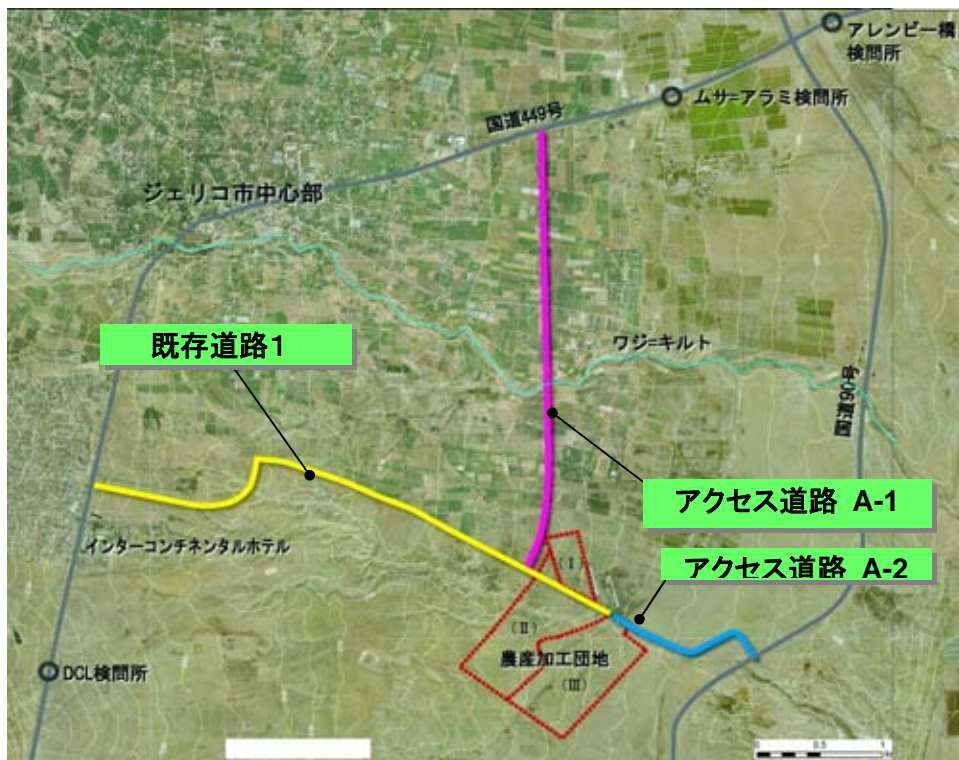 アレンビー橋
検問所
ムサ=アラミ検問所
国道449号
ジェリコ市中心部
既存道路1
ワジ=キルト
国道90号
アクセス道路 A-1
インターコンチネンタルホテル
(Ⅰ)
アクセス道路 A-2
(Ⅱ)
農産加工団地
(Ⅲ)
DCL検問所
0 0.5 1